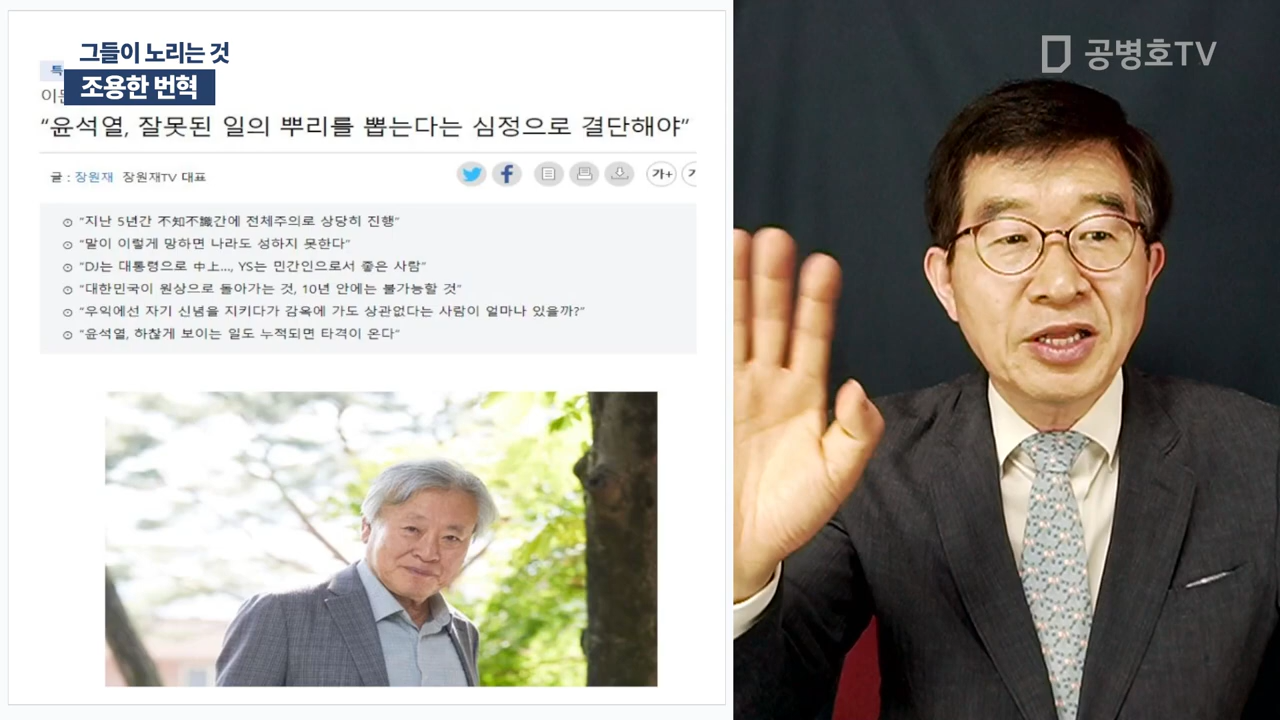 그들이 노리는 것
조용한 번혁
특
이문
“윤석열, 잘못된 일의 뿌리를 뽑는다는 심정으로 결단해야”
글 : 장원재 장원재TV 대표
가+
“지난 5년간 不知不識간에 전체주의로 상당히 진행”
“말이 이렇게 망하면 나라도 성하지 못한다”
“DJ는 대통령으로 中上…, YS는 민간인으로서 좋은 사람”
“대한민국이 원상으로 돌아가는 것, 10년 안에는 불가능할 것”
“우익에선 자기 신념을 지키다가 감옥에 가도 상관없다는 사람이 얼마나 있을까?”
“윤석열, 하찮게 보이는 일도 누적되면 타격이 온다”
공병호TV